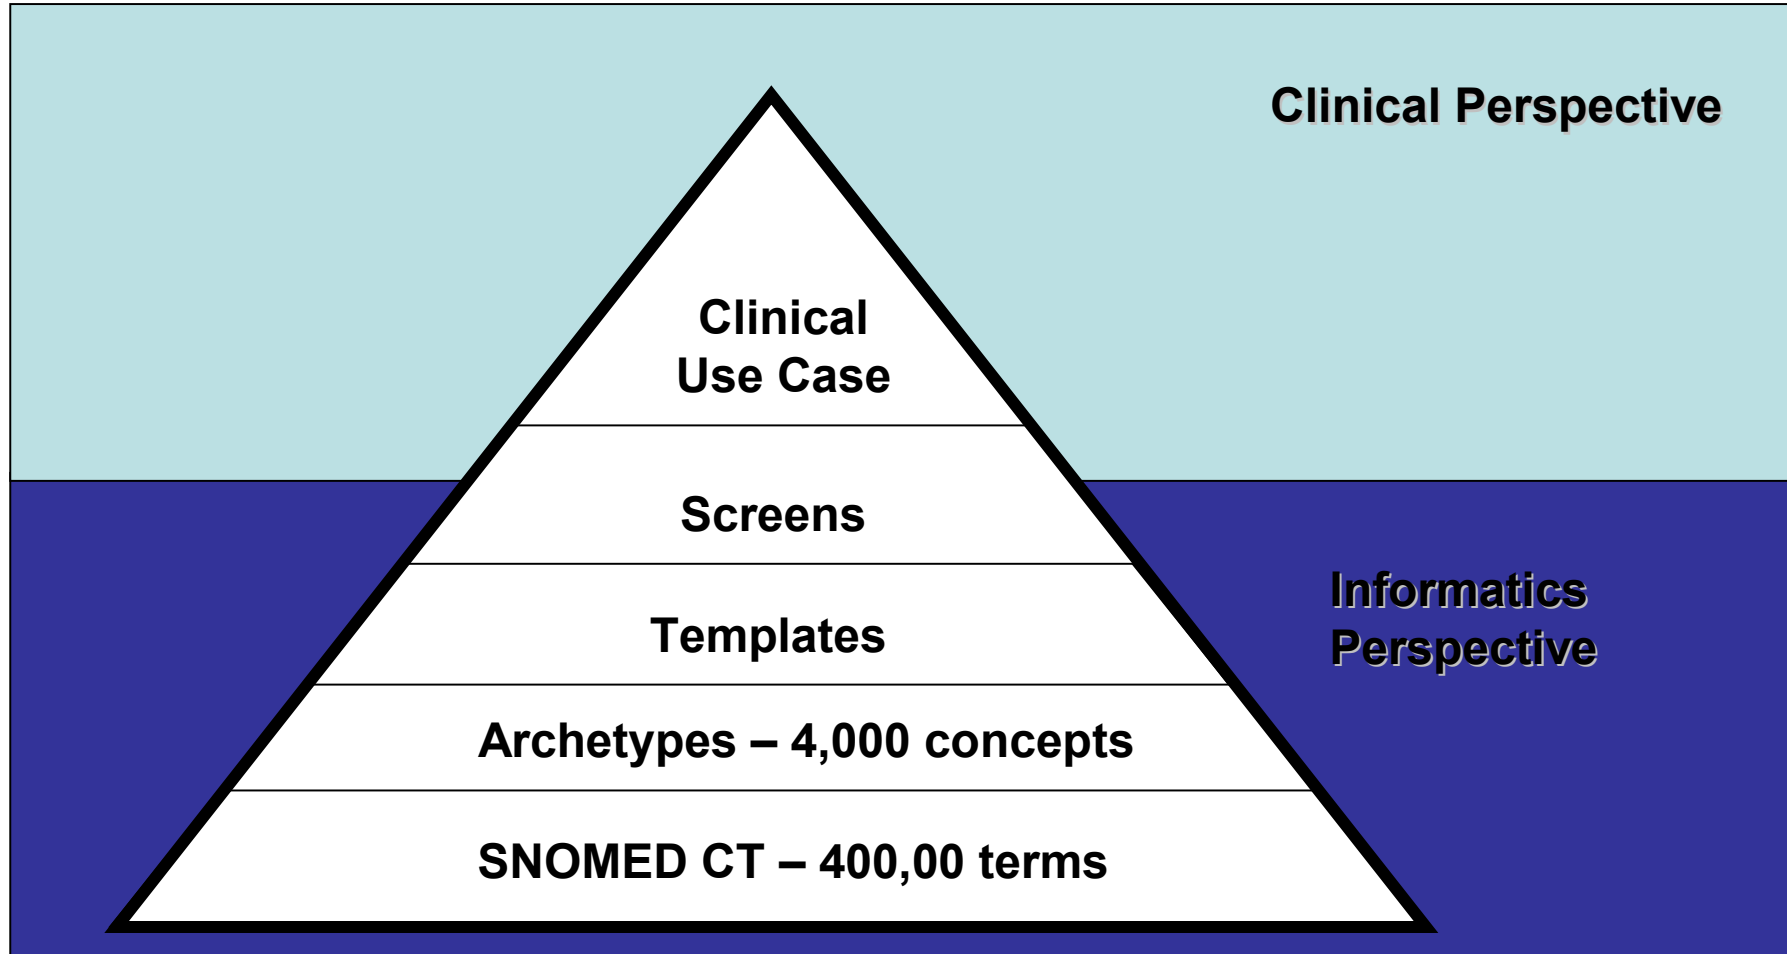 Clinical Perspective
Clinical
Use Case
Screens
Informatics
Perspective
Templates
Archetypes – 4,000 concepts
SNOMED CT – 400,00 terms